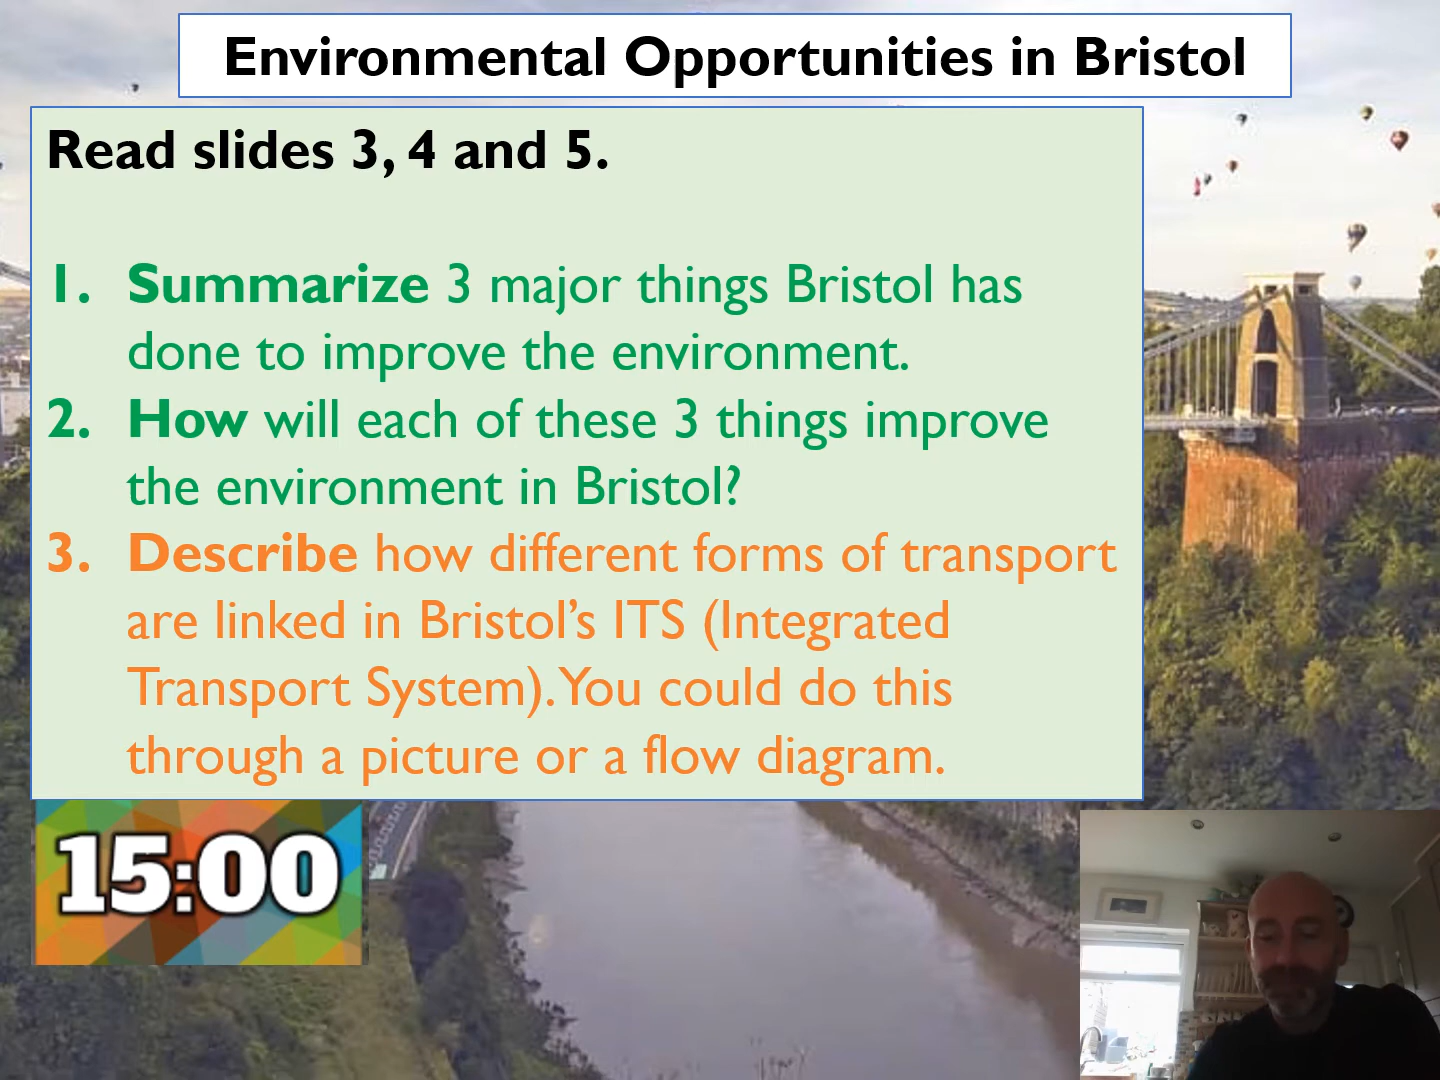 Environmental Opportunities in Bristol
Read slides 3, 4 and 5.
1. Summarize 3 major things Bristol has
done to improve the environment.
2. How will each of these 3 things improve
the environment in Bristol?
3. Describe how different forms of transport
are linked in Bristol’s ITS (Integrated
Transport System). You could do this
through a picture or a flow diagram.
15:00